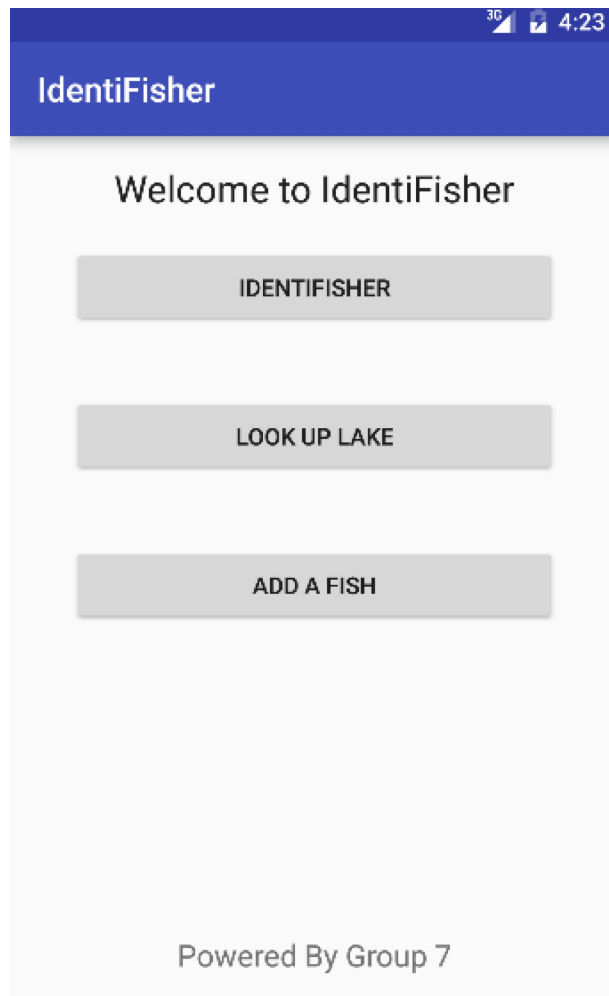 3G 4:23
IdentiFisher
Welcome to IdentiFisher
IDENTIFISHER
LOOK UP LAKE
ADD A FISH
Powered By Group 7